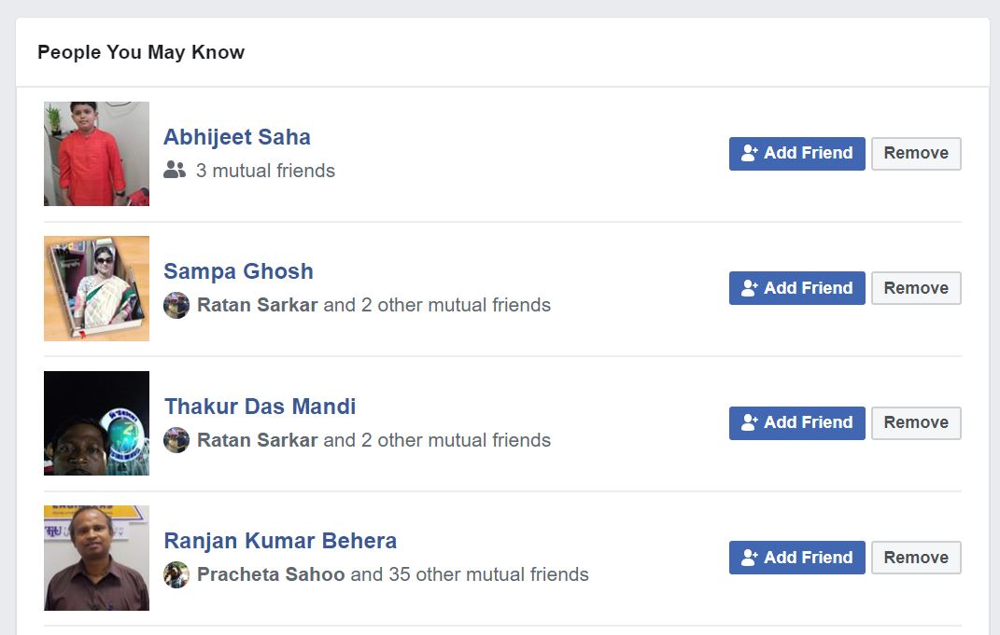 People You May Know
Abhijeet Saha
3 mutual friends
Add Friend
Remove
Sampa Ghosh
Ratan Sarkar and 2 other mutual friends
Add Friend
Remove
Thakur Das Mandi
Ratan Sarkar and 2 other mutual friends
Add Friend
Remove
Ranjan Kumar Behera
Pracheta Sahoo and 35 other mutual friends
Add Friend
Remove